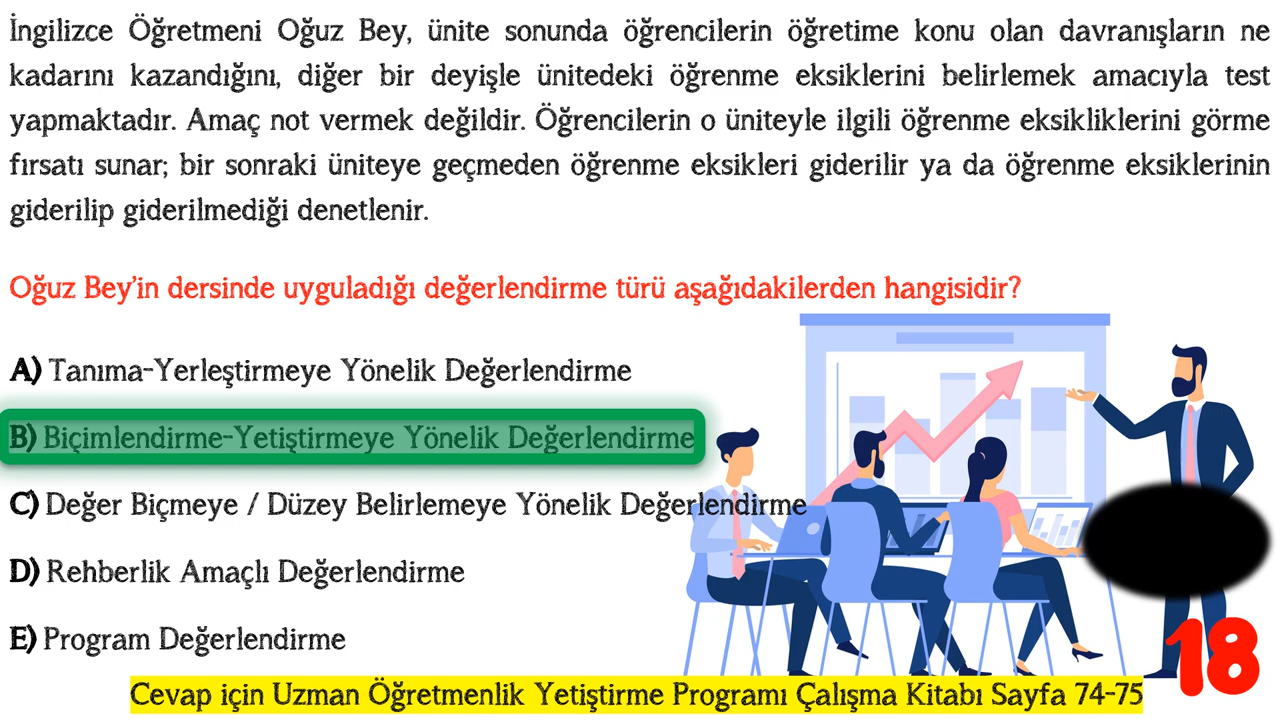 İngilizce Öğretmeni Oğuz Bey, ünite sonunda öğrencilerin öğretime konu olan davranışların ne
kadarını kazandığını, diğer bir deyişle ünitedeki öğrenme eksiklerini belirlemek amacıyla test
yapmaktadır. Amaç not vermek değildir. Öğrencilerin o üniteyle ilgili öğrenme eksikliklerini görme
fırsatı sunar; bir sonraki üniteye geçmeden öğrenme eksikleri giderilir ya da öğrenme eksiklerinin
giderilip giderilmediği denetlenir.
Oğuz Bey'in dersinde uyguladığı değerlendirme türü aşağıdakilerden hangisidir?
A) Tanıma-Yerleştirmeye Yönelik Değerlendirme
B) Biçimlendirme-Yetiştirmeye Yönelik Değerlendirme
C) Değer Biçmeye / Düzey Belirlemeye Yönelik Değerlendirme
D) Rehberlik Amaçlı Değerlendirme
E) Program Değerlendirme
18
Cevap için Uzman Öğretmenlik Yetiştirme Programı Çalışma Kitabı Sayfa 74-75